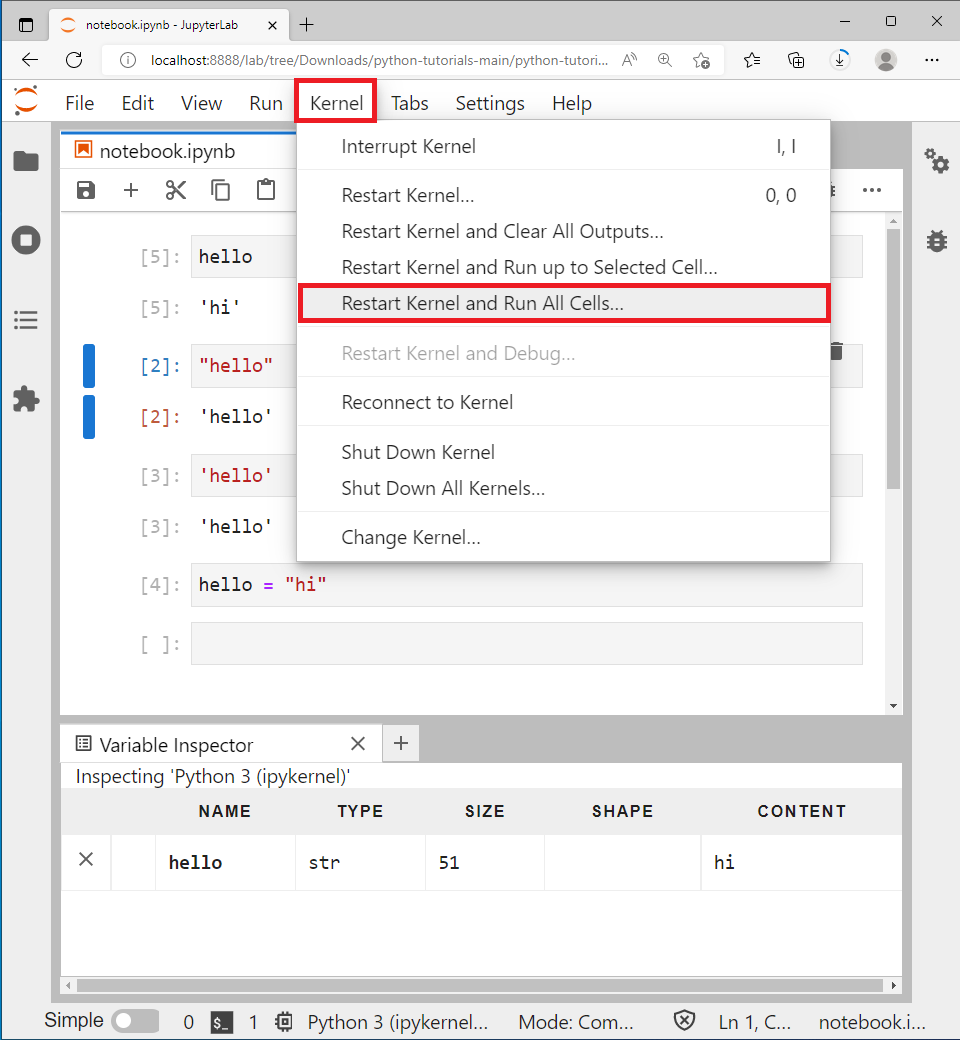 notebook.ipynb - JupyterLab
localhost:8888/lab/tree/Downloads/python-tutorials-main/python-tutori...
File Edit View Run Kernel Tabs Settings Help
notebook.ipynb
Interrupt Kernel I, I
Restart Kernel... 0, 0
Restart Kernel and Clear All Outputs...
Restart Kernel and Run up to Selected Cell...
Restart Kernel and Run All Cells...
Restart Kernel and Debug...
Reconnect to Kernel
Shut Down Kernel
Shut Down All Kernels...
Change Kernel...
[5]: hello
[5]: 'hi'
[2]: "hello"
[2]: 'hello'
[3]: 'hello'
[3]: 'hello'
[4]: hello = "hi"
[ ]:
Variable Inspector
Inspecting 'Python 3 (ipykernel)'
NAME TYPE SIZE SHAPE CONTENT
hello str 51 hi
Simple 0 $_ 1 Python 3 (ipykernel... Mode: Com... Ln 1, C... notebook.i...